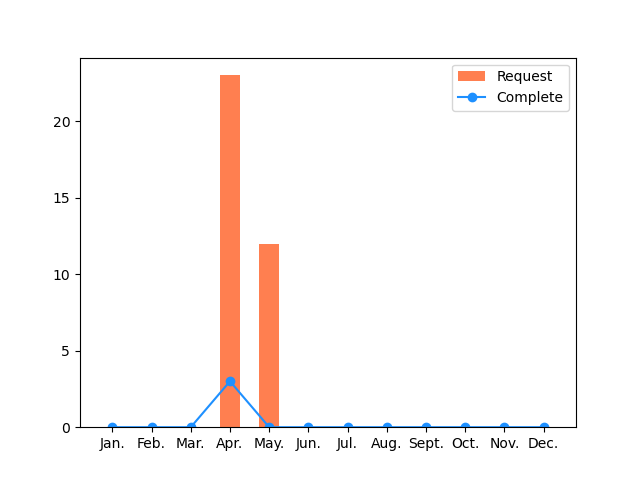 Request
Complete
20
15
10
5
0
Jan. Feb. Mar. Apr. May. Jun. Jul. Aug. Sept. Oct. Nov. Dec.